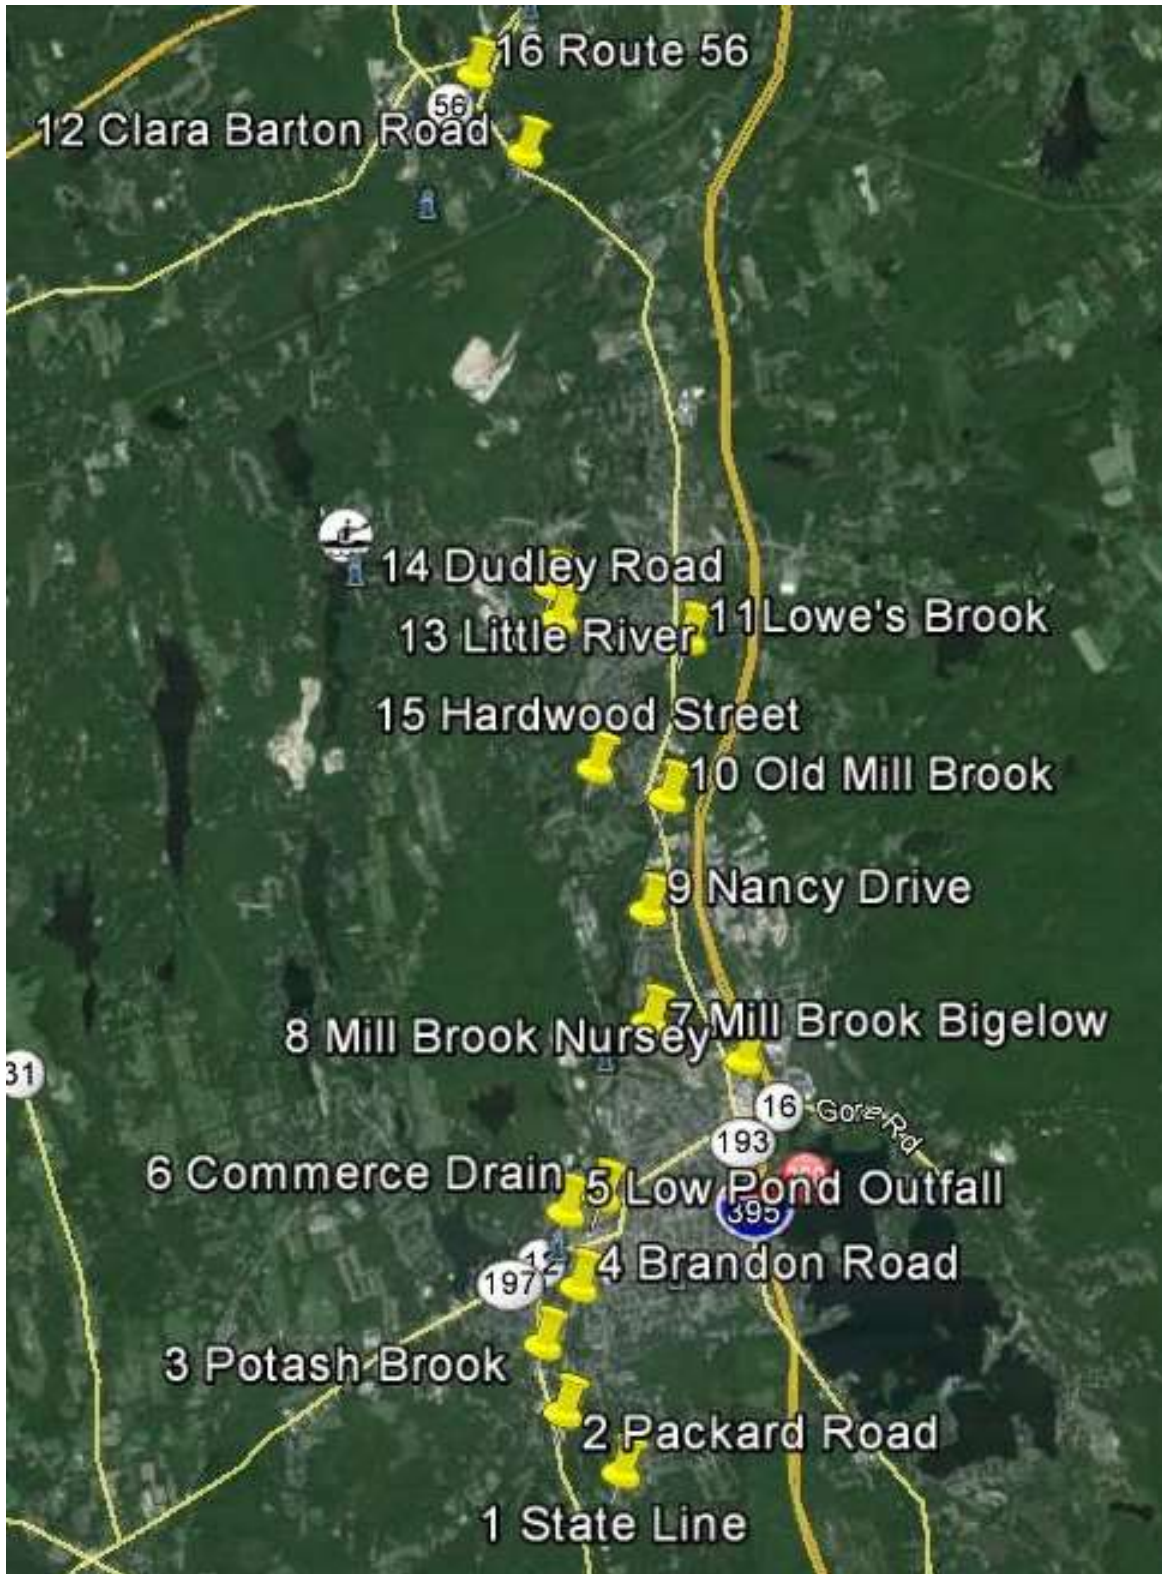 16 Route 56
56
12 Clara Barton Road
14 Dudley Road
11Lowe's Brook
13 Little River
15 Hardwood Street
10 Old Mill Brook
9 Nancy Drive
7 Mill Brook Bigelow
8 Mill Brook Nursey
31
16
Gore Rd
193
6 Commerce Drain
5 Low Pond Outfall
395
12
197
4 Brandon Road
3 Potash Brook
2 Packard Road
1 State Line